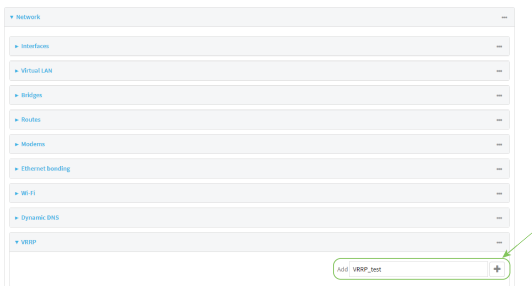 Network
Interfaces
Virtual LAN
Bridges
Routes
Modems
Ethernet bonding
Wi-Fi
Dynamic DNS
VRRP
Add VRRP_test